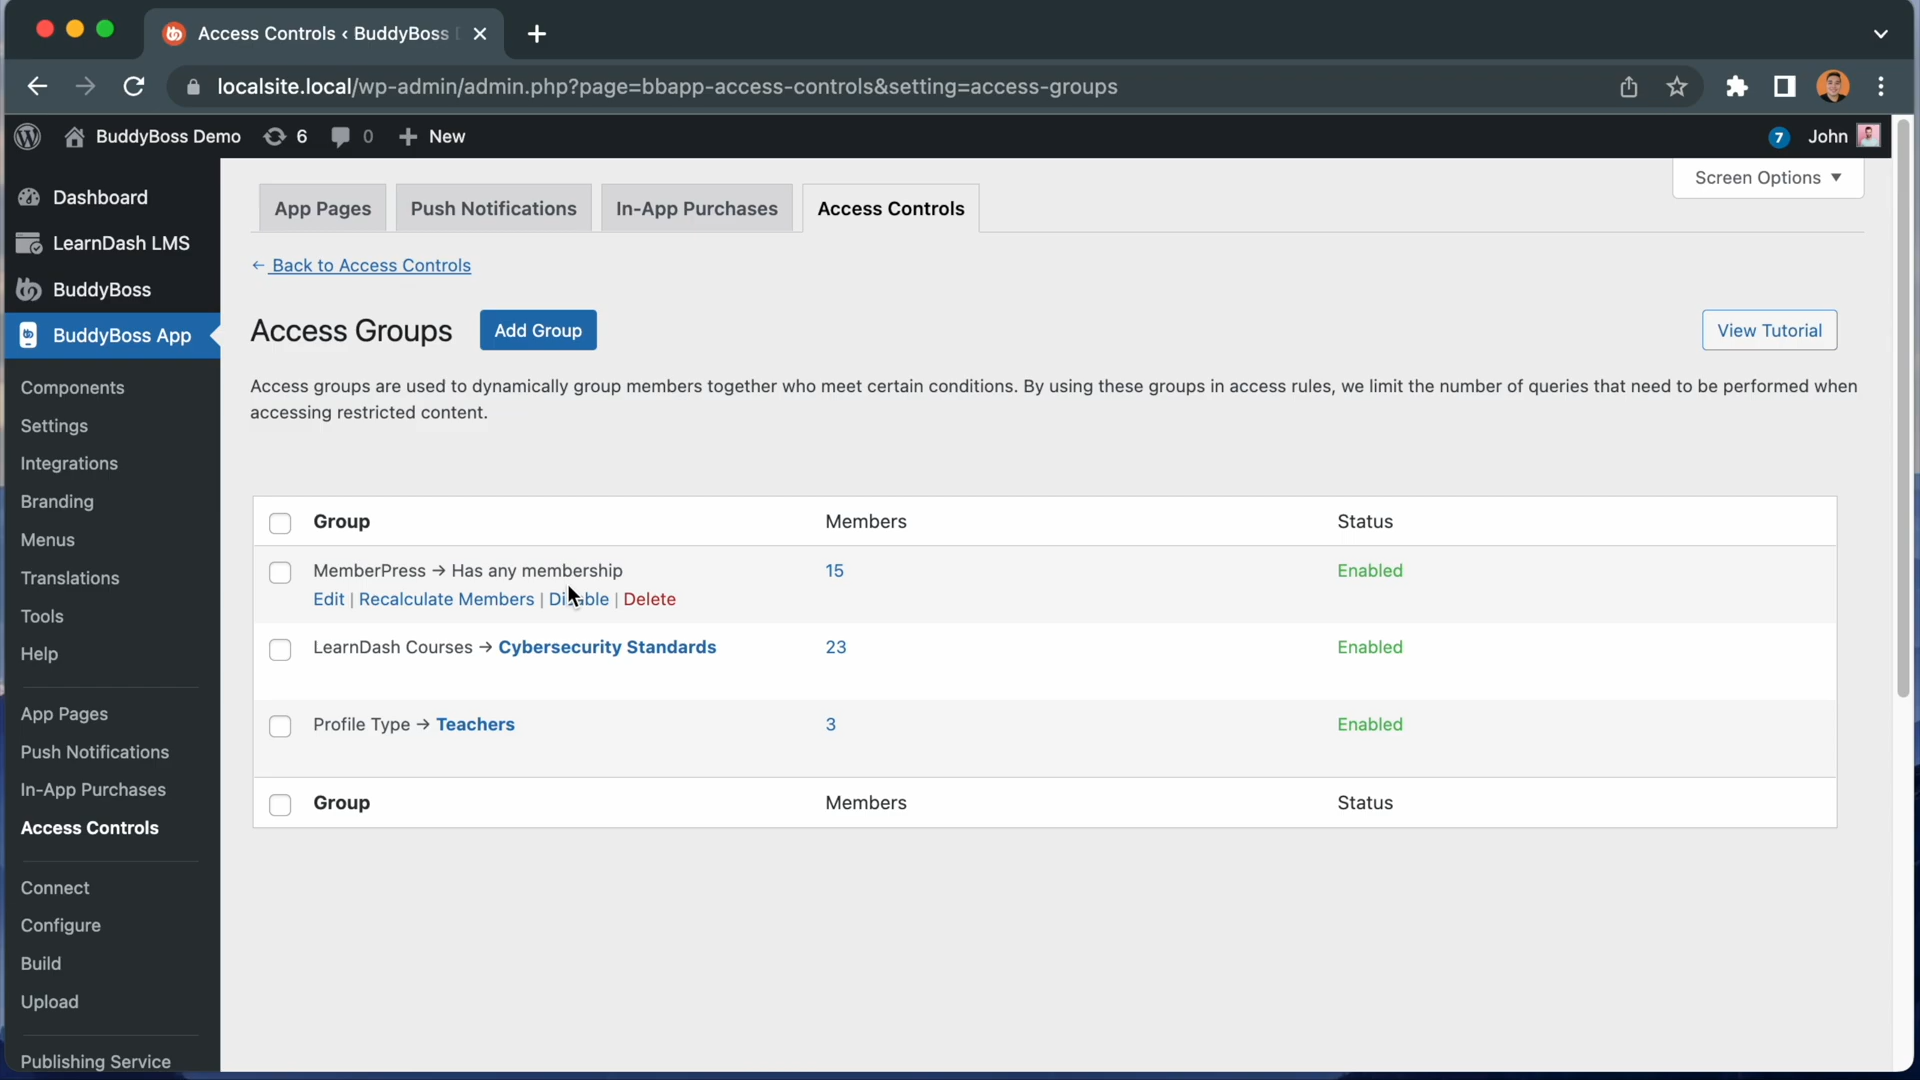 Access Controls ‹ BuddyBoss
localsite.local/wp-admin/admin.php?page=bbapp-access-controls&setting=access-groups
BuddyBoss Demo 6 0 New 7 John
Screen Options
Dashboard
LearnDash LMS
BuddyBoss
BuddyBoss App
Components
Settings
Integrations
Branding
Menus
Translations
Tools
Help
App Pages
Push Notifications
In-App Purchases
Access Controls
Connect
Configure
Build
Upload
Publishing Service
App Pages Push Notifications In-App Purchases Access Controls
← Back to Access Controls
Access Groups Add Group View Tutorial
Access groups are used to dynamically group members together who meet certain conditions. By using these groups in access rules, we limit the number of queries that need to be performed when
accessing restricted content.
Group Members Status
MemberPress → Has any membership 15 Enabled
Edit | Recalculate Members | Disable | Delete
LearnDash Courses → Cybersecurity Standards 23 Enabled
Profile Type → Teachers 3 Enabled
Group Members Status